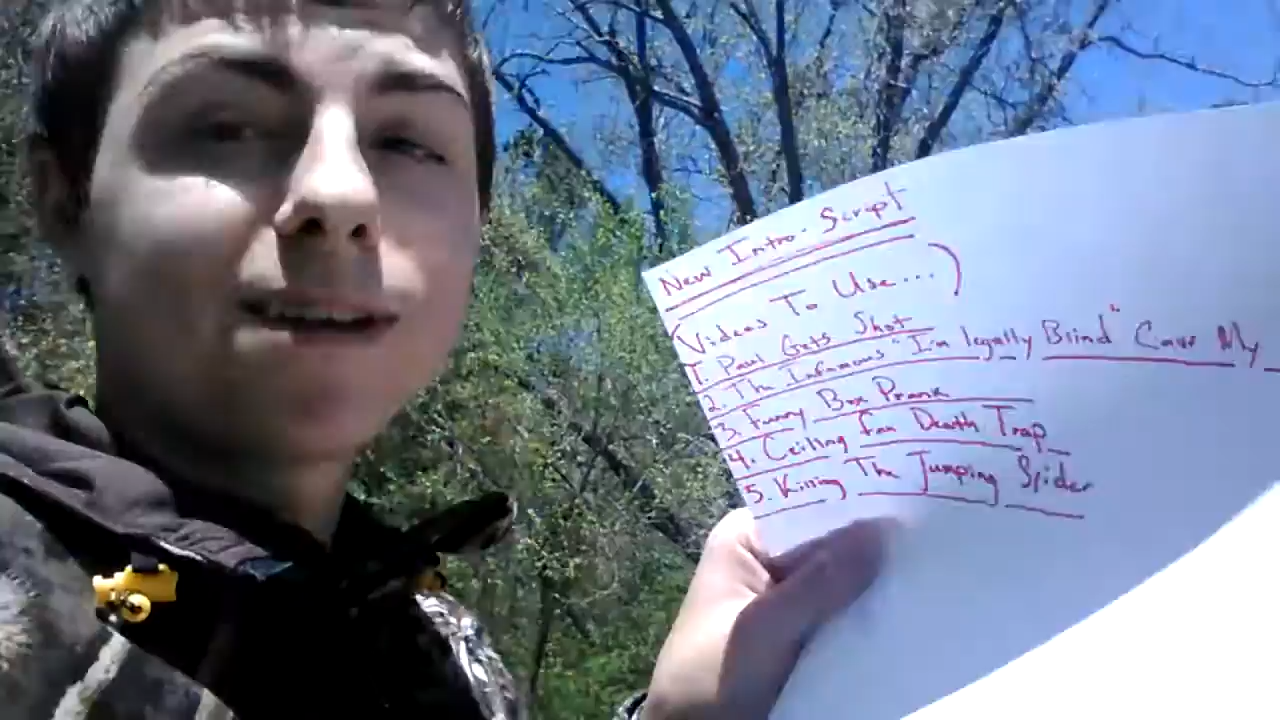 New Intro-Script
Videos To Use...)
1. Paul Gets Shot
2. The Infamous "I'm legally Blind" Cause My
3. Funny Box Prank
4. Ceiling fan Death Trap
5. Killing The Jumping Spider